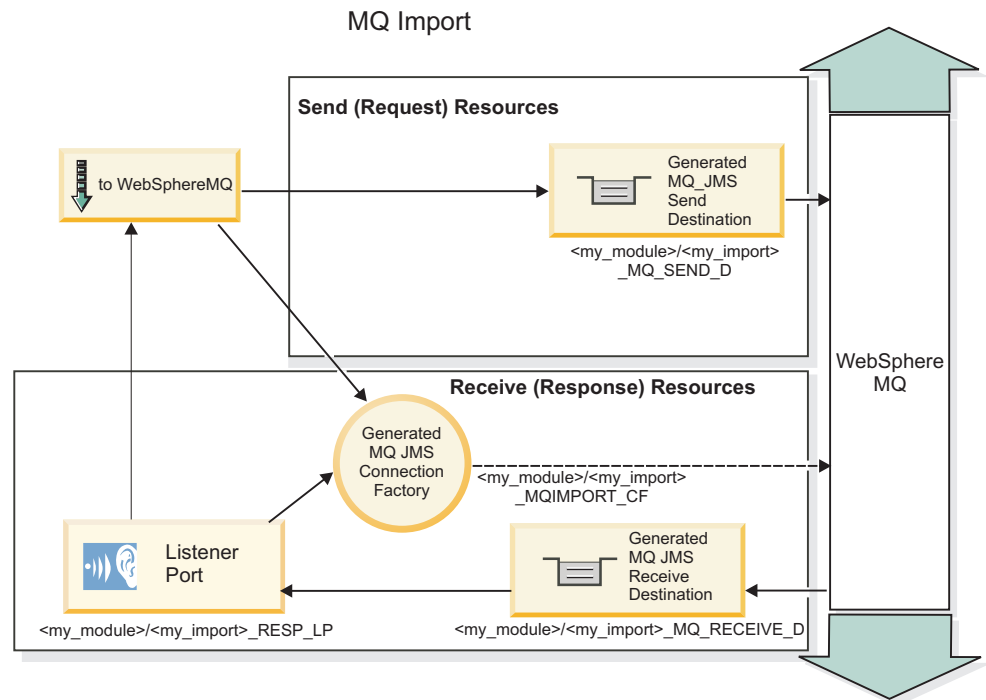 MQ Import
Send (Request) Resources
to WebSphereMQ
Generated
MQ_JMS
Send
Destination
<my_module>/<my_import>
_MQ_SEND_D
WebSphere
MQ
Receive (Response) Resources
Generated
MQ JMS
Connection
Factory
<my_module>/<my_import>
_MQIMPORT_CF
Listener
Port
<my_module>/<my_import>_RESP_LP
Generated
MQ JMS
Receive
Destination
<my_module>/<my_import>_MQ_RECEIVE_D